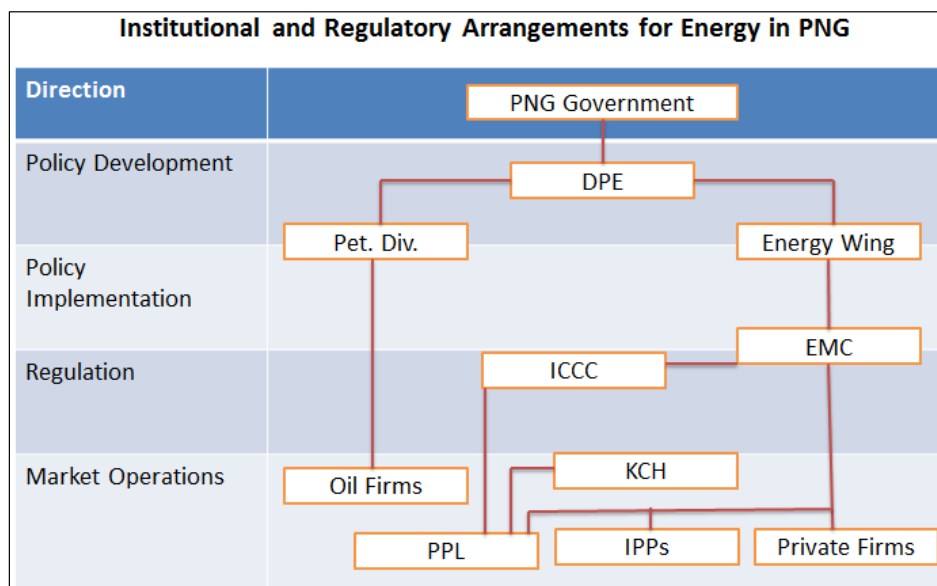 Institutional and Regulatory Arrangements for Energy in PNG
Direction
PNG Government
Policy Development
DPE
Pet. Div.
Energy Wing
Policy
Implementation
EMC
Regulation
ICCC
Market Operations
KCH
Oil Firms
PPL
IPPs
Private Firms